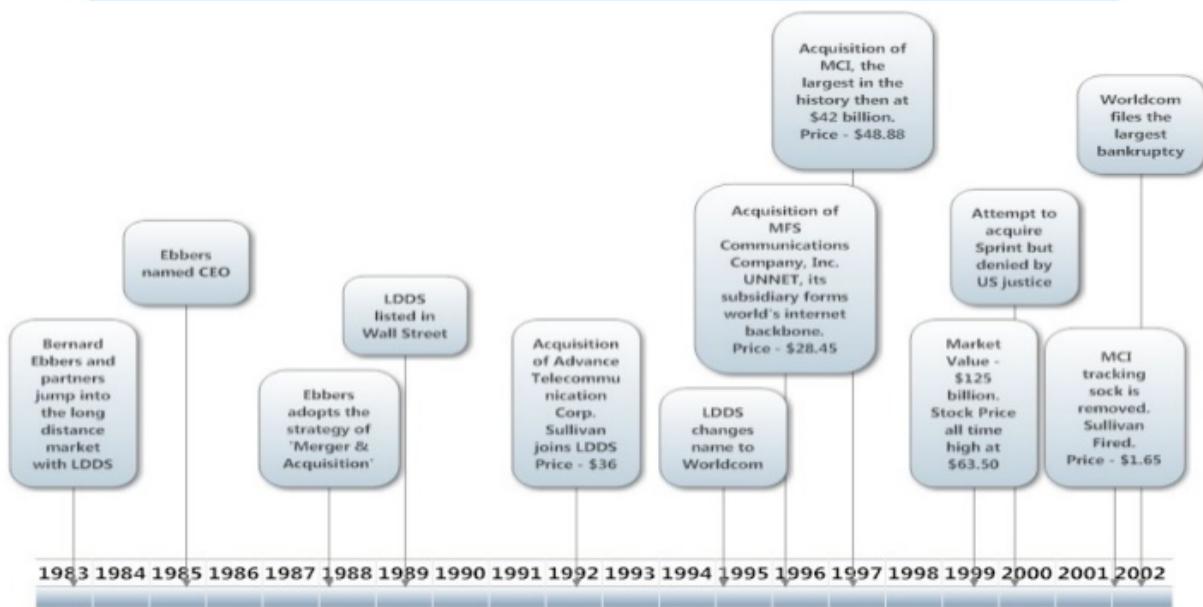 Bernard
Ebbers and
partners
jump into
the long
distance
market
with LDDS
Ebbers
named CEO
Ebbers
adopts the
strategy of
'Merger &
Acquisition'
LDDS
listed in
Wall Street
Acquisition
of Advance
Telecommu
nication
Corp.
Sullivan
joins LDDS
Price - $36
LDDS
changes
name to
Worldcom
Acquisition of
MFS
Communications
Company, Inc.
UNNET, its
subsidiary forms
world's internet
backbone.
Price - $28.45
Acquisition of
MCI, the
largest in the
history then at
$42 billion.
Price - $48.88
Market
Value -
$125
billion.
Stock Price
all time
high at
$63.50
Attempt to
acquire
Sprint but
denied by
US justice
MCI
tracking
sock is
removed.
Sullivan
Fired.
Price - $1.65
Worldcom
files the
largest
bankruptcy
1983 1984 1985 1986 1987 1988 1989 1990 1991 1992 1993 1994 1995 1996 1997 1998 1999 2000 2001 2002